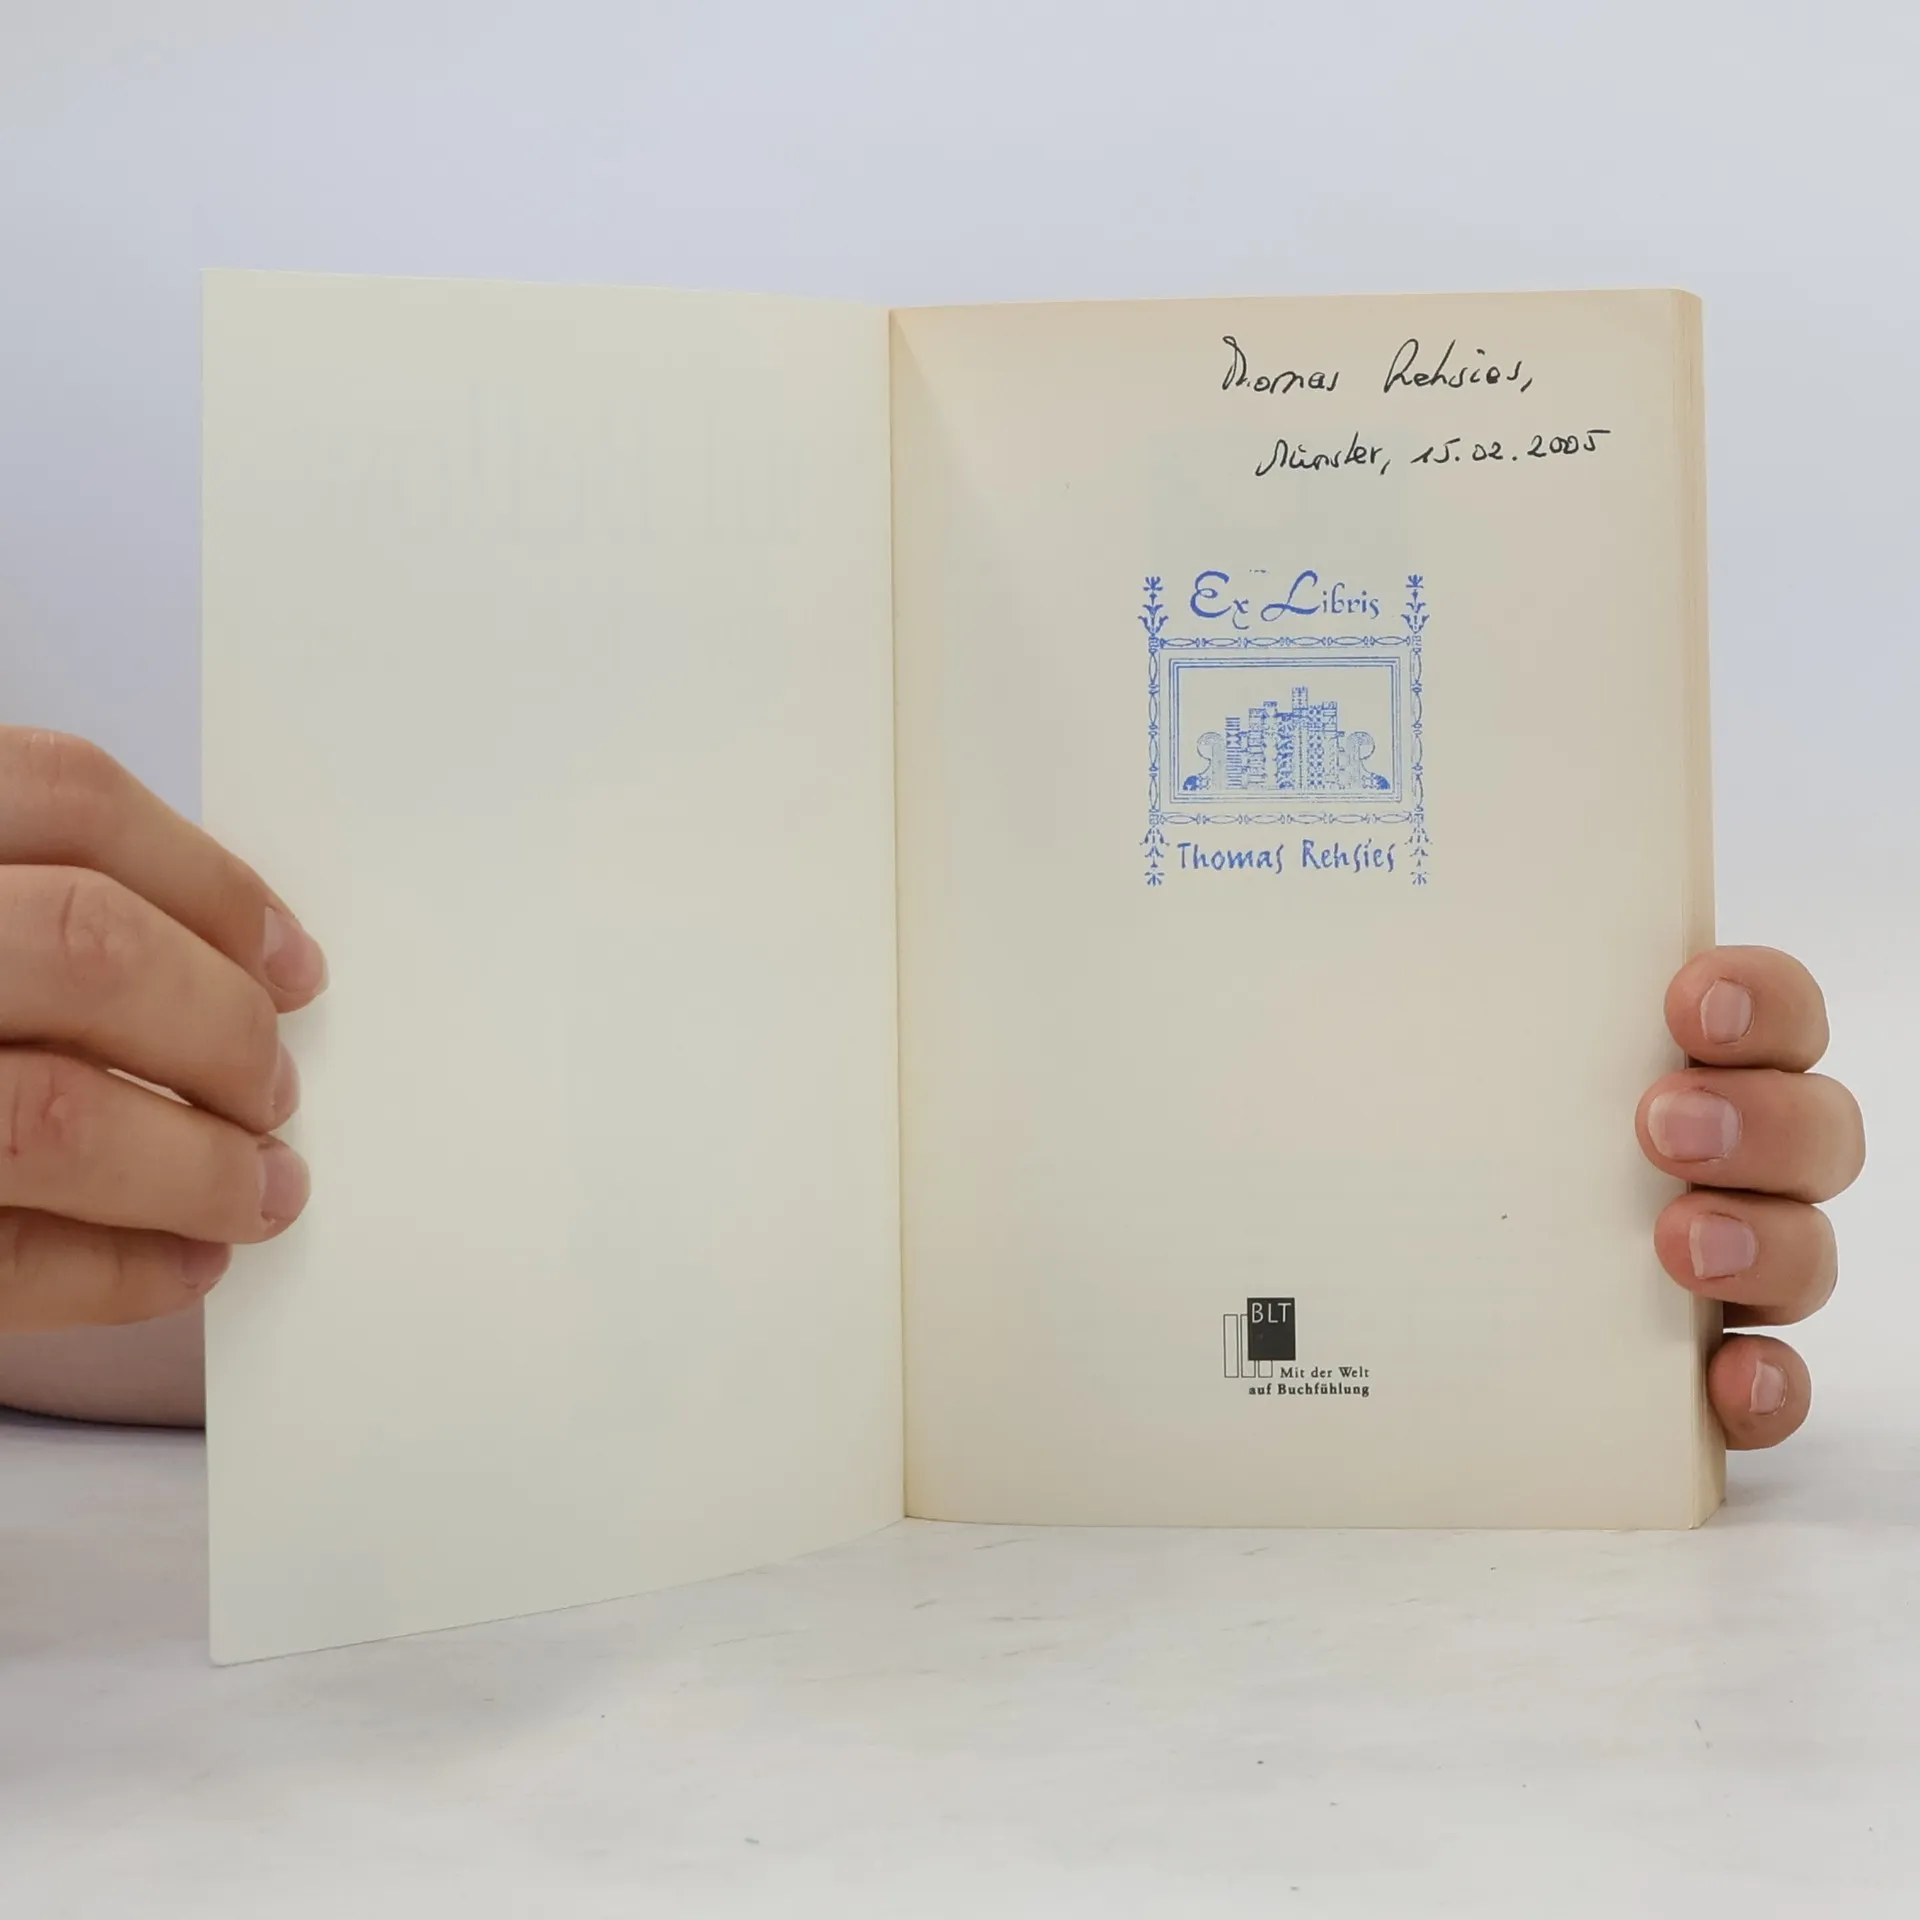 Thomas Rehsies,
Münster, 15.02.2005
Ex Libris
Thomas Rehsies
BLT
Mit der Welt
auf Buchfühlung